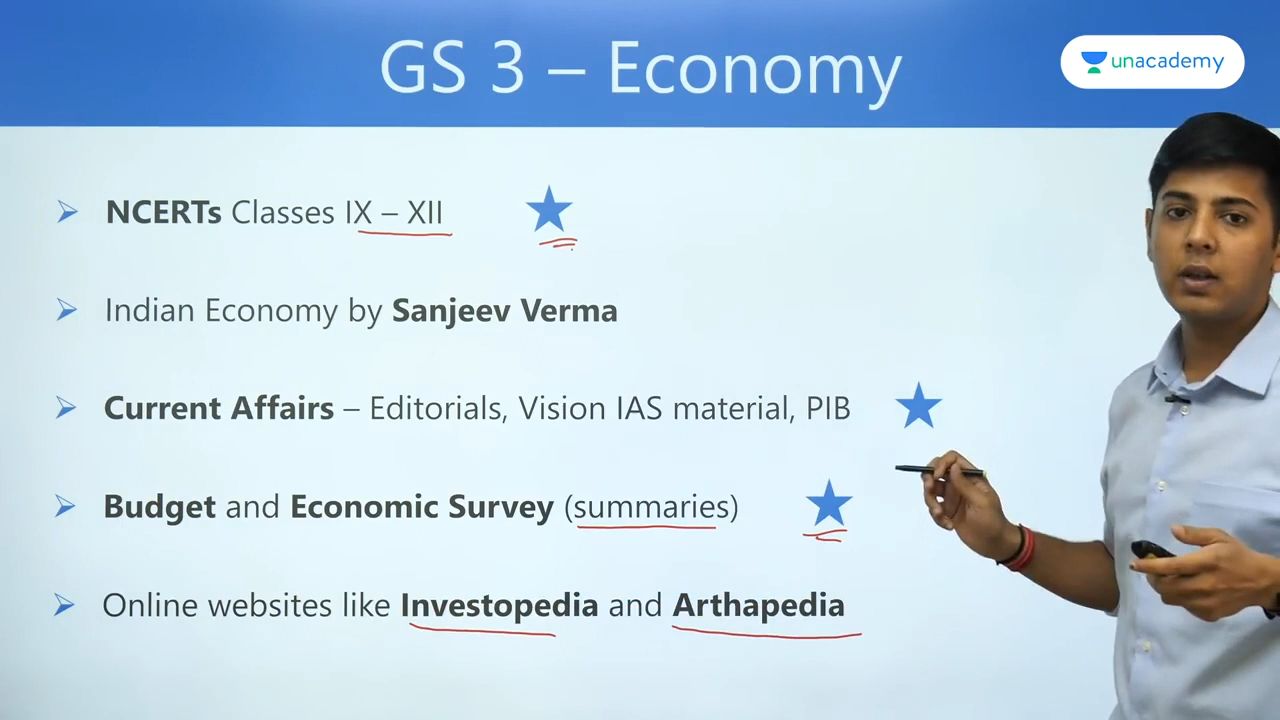 GS 3 – Economy
unacademy
NCERTs Classes IX – XII
Indian Economy by Sanjeev Verma
Current Affairs – Editorials, Vision IAS material, PIB
Budget and Economic Survey (summaries)
Online websites like Investopedia and Arthapedia